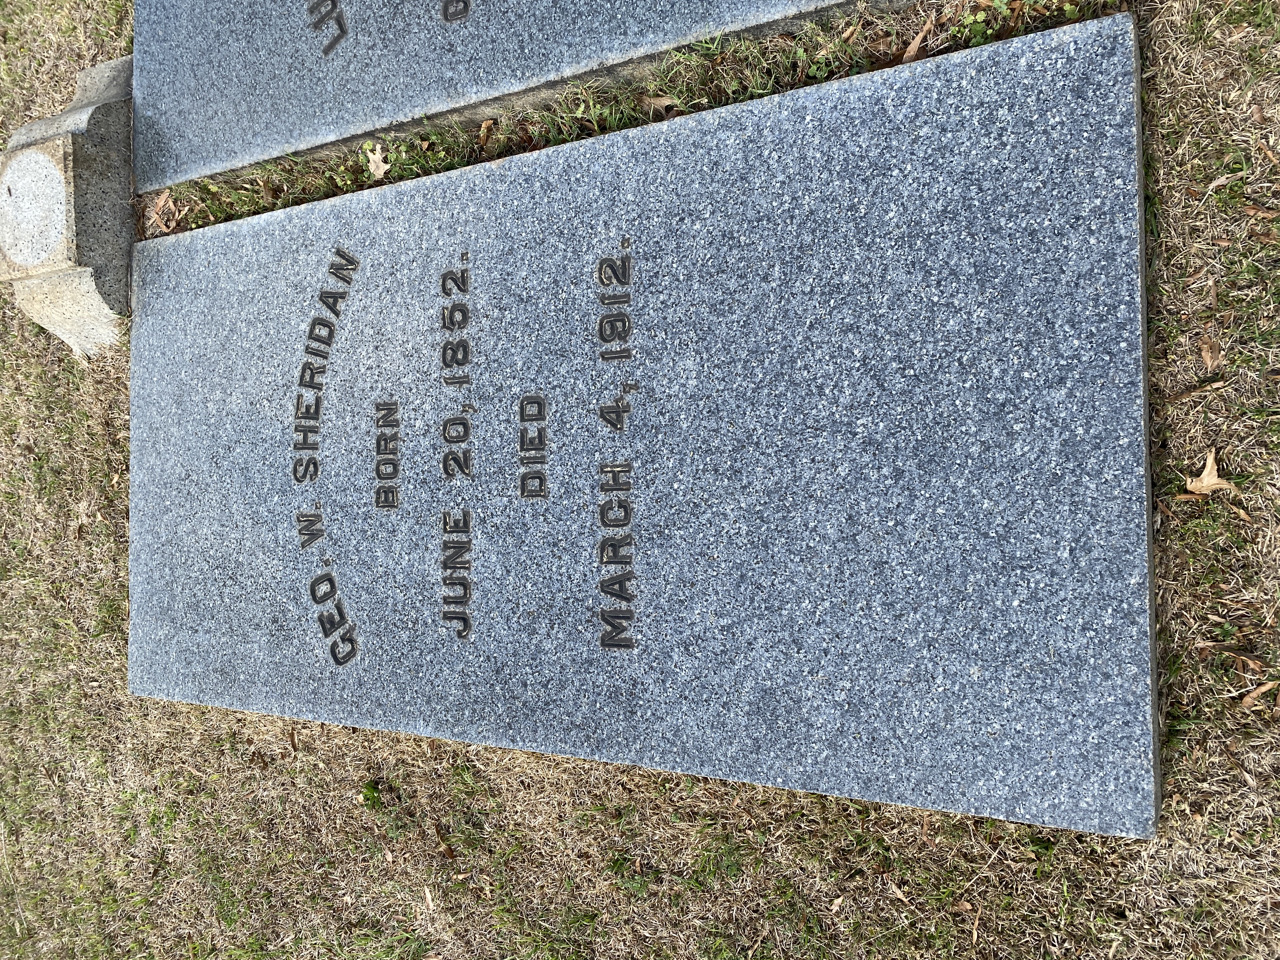 GEO. W. SHERIDAN
BORN
JUNE 20, 1852.
DIED
MARCH 4, 1912.